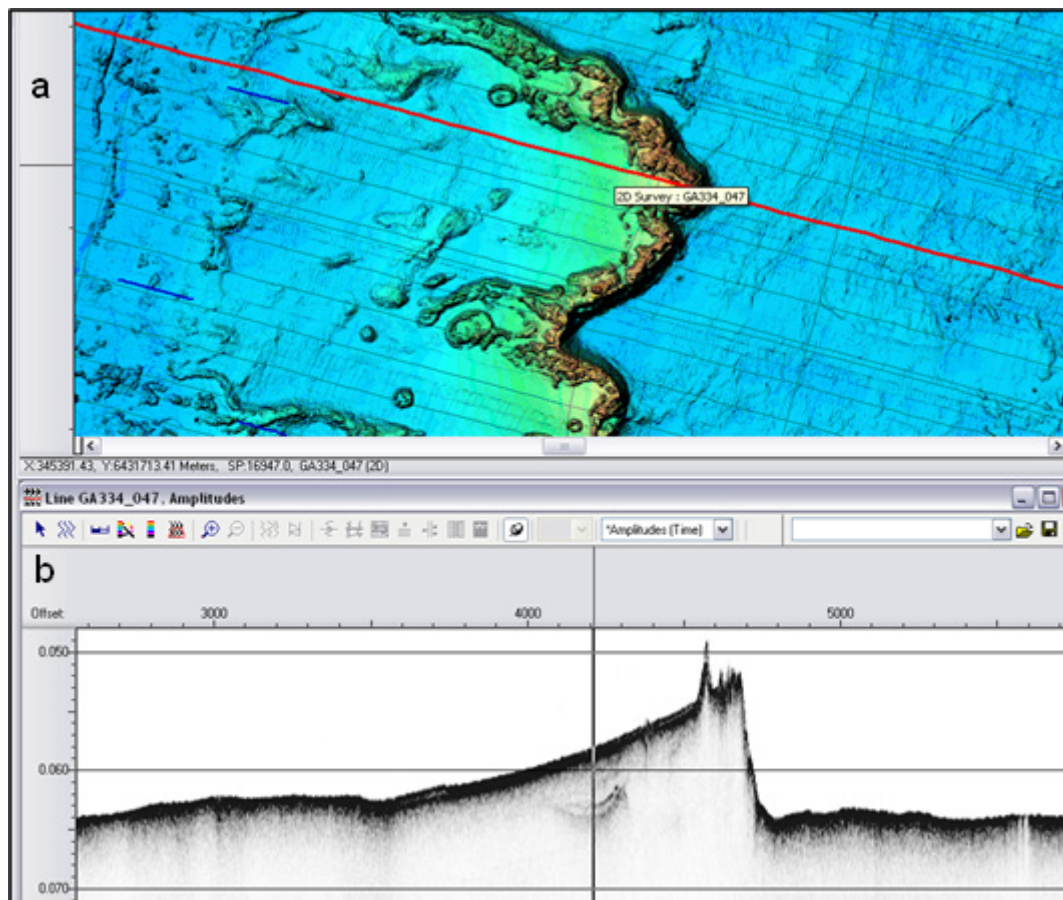 a
2D Survey : GA334_047
X:345391.43, Y:6431713.41 Meters, SP:16947.0, GA334_047 (2D)
Line GA334_047, Amplitudes
*Amplitudes (Time)
b
Offset: 3000 4000 5000
0.050
0.060
0.070